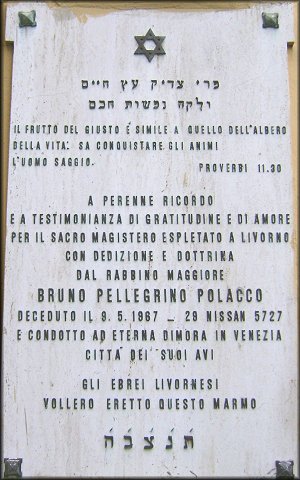 פרי צדיק עץ חיים
ולקח נפשות חכם
IL FRUTTO DEL GIUSTO É SIMILE A QUELLO DELL'ALBERO
DELLA VITA: SA CONQUISTARE GLI ANIMI
L'UOMO SAGGIO.
PROVERBI 11.30
A PERENNE RICORDO
E A TESTIMONIANZA DI GRATITUDINE E DI AMORE
PER IL SACRO MAGISTERO ESPLETATO A LIVORNO
CON DEDIZIONE E DOTTRINA
DAL RABBINO MAGGIORE
BRUNO PELLEGRINO POLACCO
DECEDUTO IL 9.5.1967 – 29 NISSAN 5727
E CONDOTTO AD ETERNA DIMORA IN VENEZIA
CITTÀ DEI SUOI AVI
GLI EBREI LIVORNESI
VOLLERO ERETTO QUESTO MARMO
תנצבה